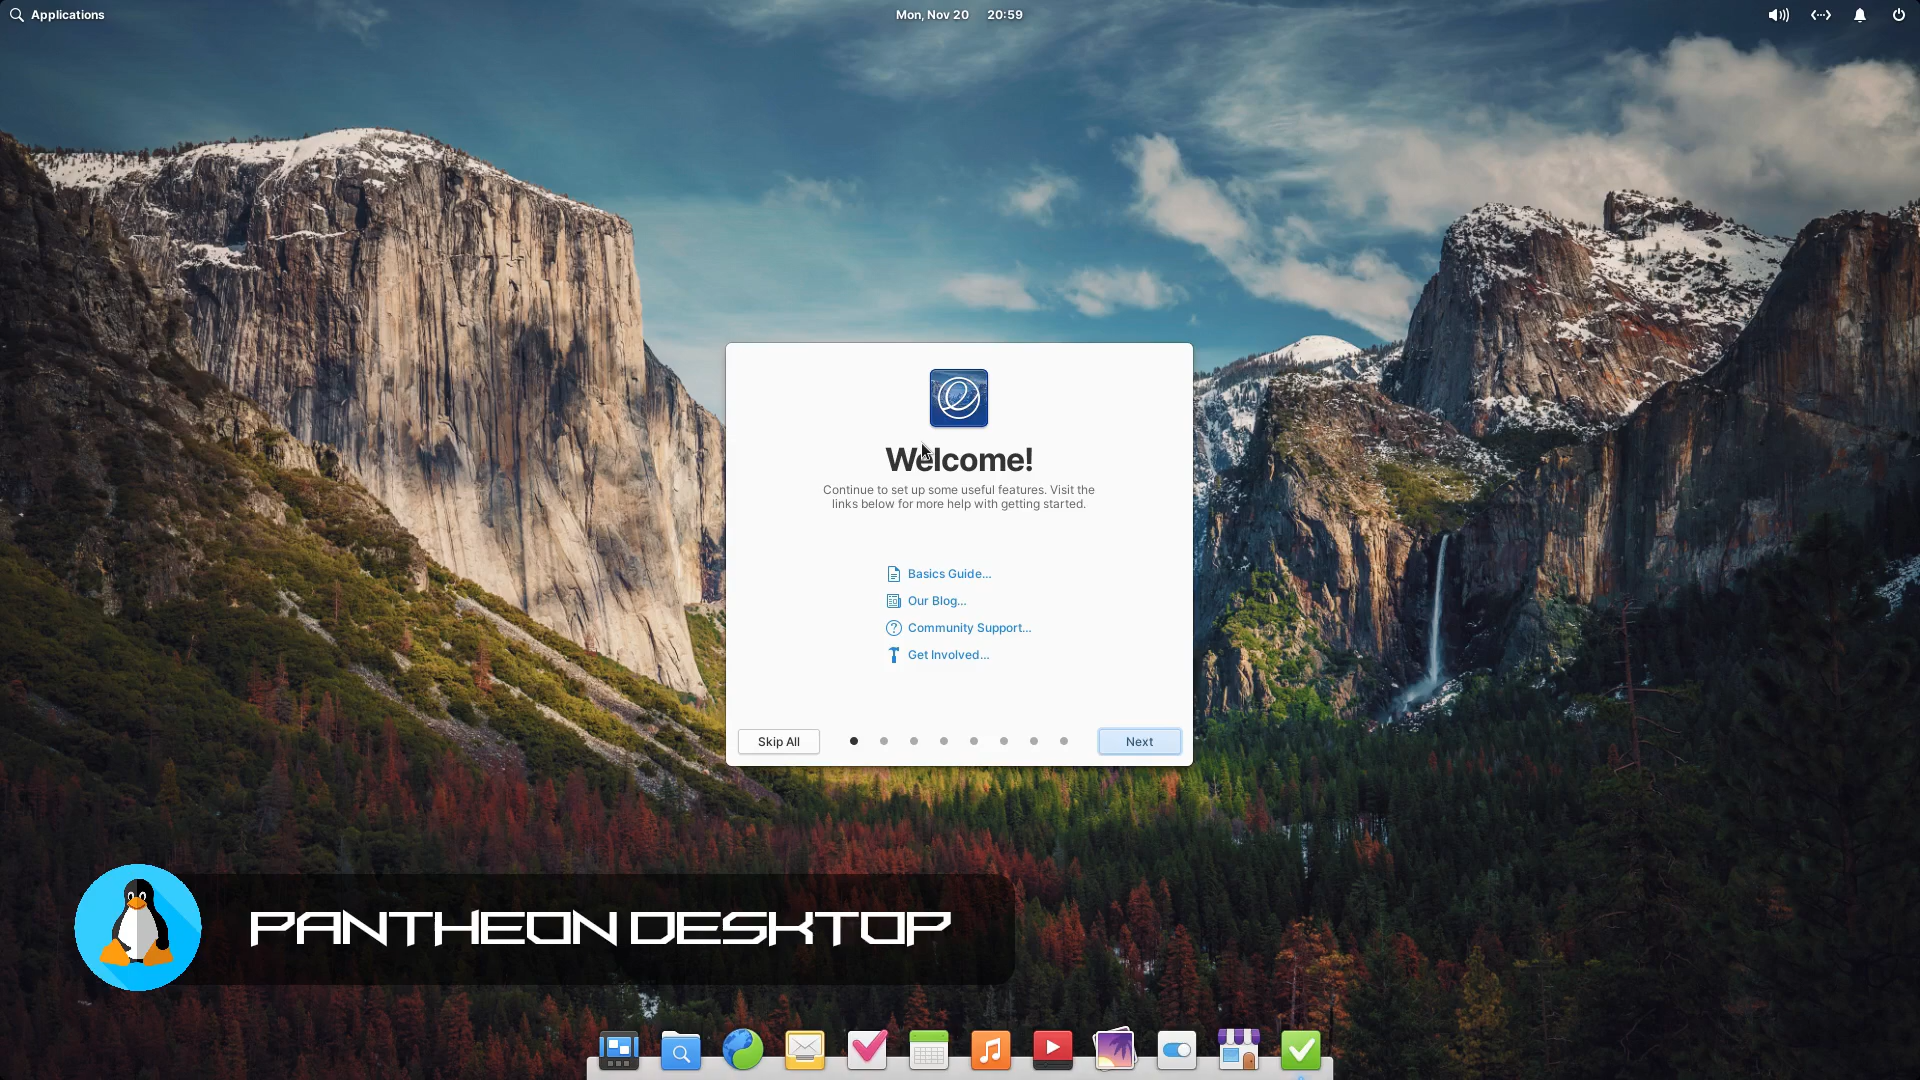 Applications
Mon, Nov 20 20:59
Welcome!
Continue to set up some useful features. Visit the
links below for more help with getting started.
Basics Guide...
Our Blog...
Community Support...
Get Involved...
Skip All
Next
PANTHEON DESKTOP